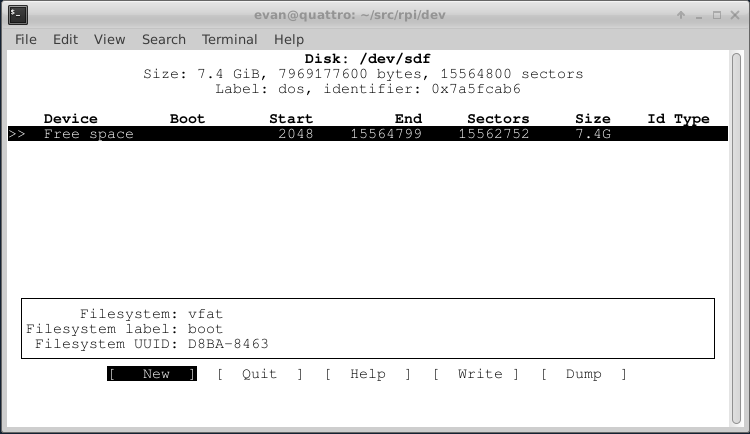 evan@quattro: ~/src/rpi/dev
File Edit View Search Terminal Help
Disk: /dev/sdf
Size: 7.4 GiB, 7969177600 bytes, 15564800 sectors
Label: dos, identifier: 0x7a5fcab6
Device Boot Start End Sectors Size Id Type
>> Free space 2048 15564799 15562752 7.4G
Filesystem: vfat
Filesystem label: boot
Filesystem UUID: D8BA-8463
[ New ] [ Quit ] [ Help ] [ Write ] [ Dump ]